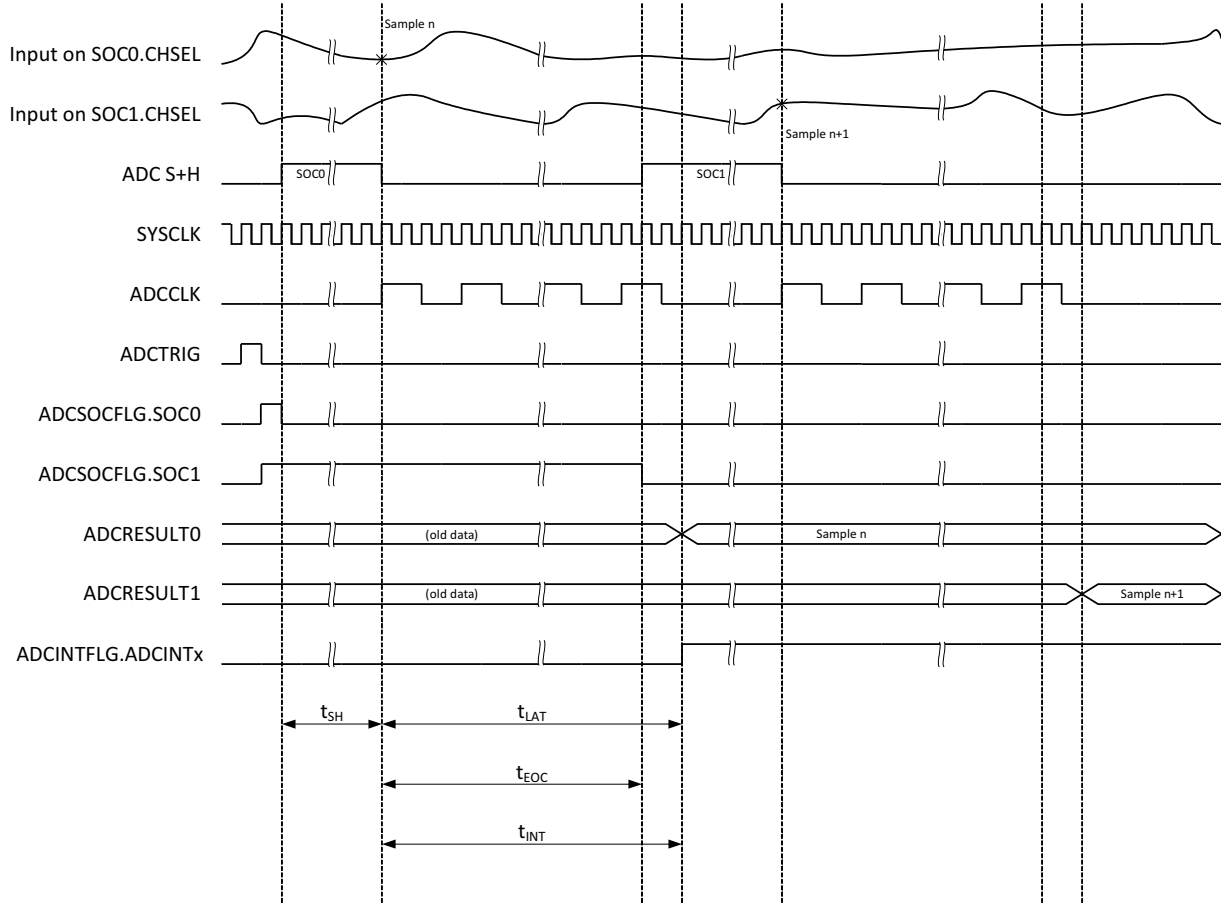 Sample n
Input on SOC0.CHSEL
Input on SOC1.CHSEL
Sample n+1
ADC S+H
SOC0
SOC1
SYSCLK
ADCCLK
ADCTRIG
ADCSOCFLG.SOC0
ADCSOCFLG.SOC1
ADCRESULT0
(old data)
Sample n
ADCRESULT1
(old data)
Sample n+1
ADCINTFLG.ADCINTx
tSH
tLAT
tEOC
tINT